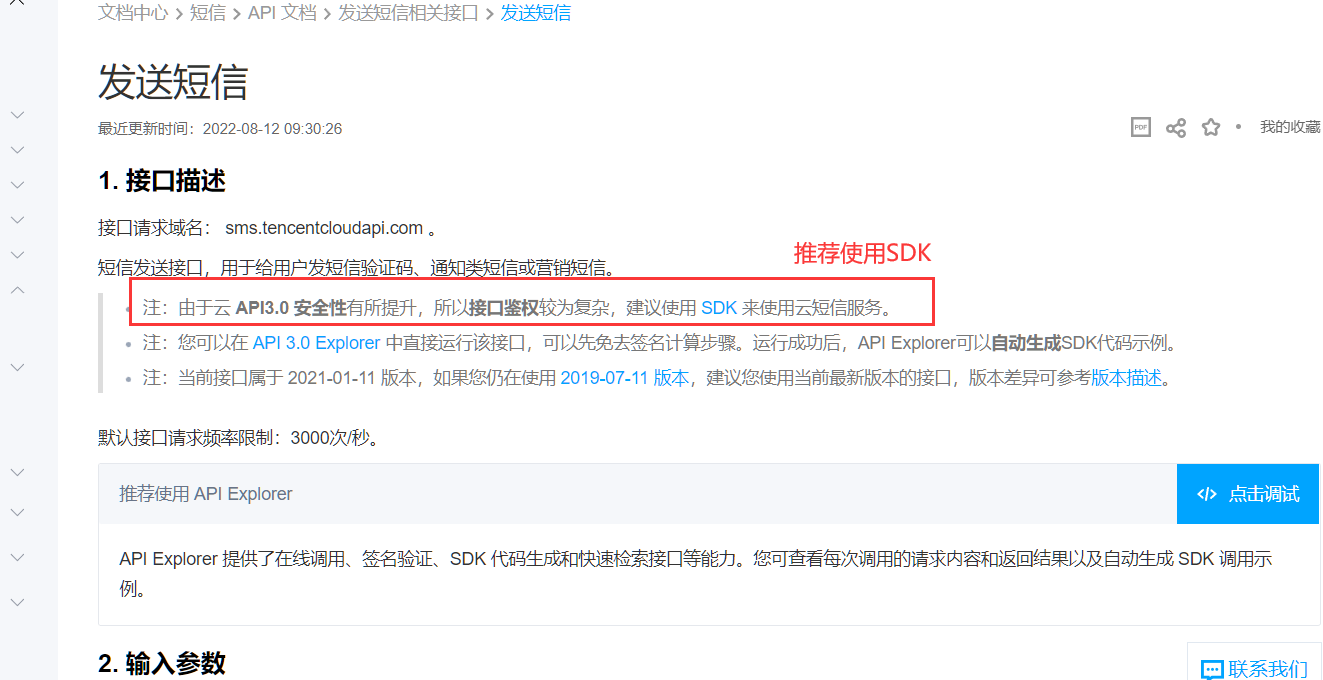 文档中心 > 短信 > API 文档 > 发送短信相关接口 > 发送短信
发送短信
最近更新时间：2022-08-12 09:30:26
PDF
我的收藏
1. 接口描述
接口请求域名： sms.tencentcloudapi.com 。
推荐使用SDK
短信发送接口，用于给用户发短信验证码、通知类短信或营销短信。
注：由于云 API3.0 安全性有所提升，所以接口鉴权较为复杂，建议使用 SDK 来使用云短信服务。
注：您可以在 API 3.0 Explorer 中直接运行该接口，可以先免去签名计算步骤。运行成功后，API Explorer可以自动生成SDK代码示例。
注：当前接口属于 2021-01-11 版本，如果您仍在使用 2019-07-11 版本，建议您使用当前最新版本的接口，版本差异可参考版本描述。
默认接口请求频率限制：3000次/秒。
推荐使用 API Explorer
</> 点击调试
API Explorer 提供了在线调用、签名验证、SDK 代码生成和快速检索接口等能力。您可查看每次调用的请求内容和返回结果以及自动生成 SDK 调用示
例。
2. 输入参数
联系我们